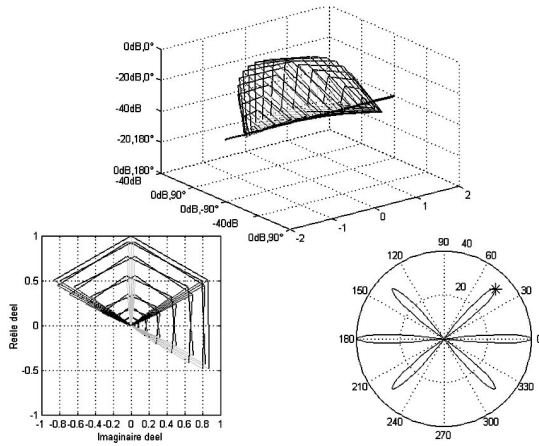 0dB,0°
-20dB,0°
-40dB
-20,180°
0dB,180°
-40dB
0dB,90°
0dB,-90°
-40dB
0dB,90°
-2
-1
0
1
2
1
0.5
0
-0.5
-1
Reële deel
-1 -0.8 -0.6 -0.4 -0.2 0 0.2 0.4 0.6 0.8 1
Imaginaire deel
90
40
120
60
150
20
30
180
0
210
330
240
300
270